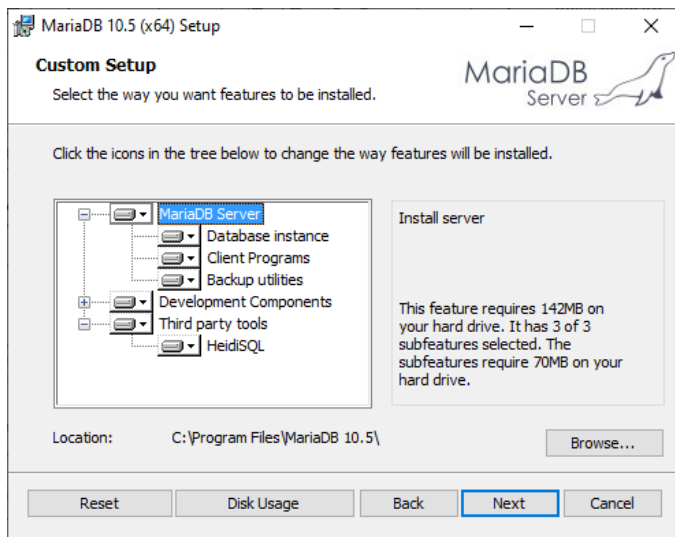 MariaDB 10.5 (x64) Setup
Custom Setup
Select the way you want features to be installed.
MariaDB
Server
Click the icons in the tree below to change the way features will be installed.
MariaDB Server
Database instance
Client Programs
Backup utilities
Development Components
Third party tools
HeidiSQL
Install server
This feature requires 142MB on
your hard drive. It has 3 of 3
subfeatures selected. The
subfeatures require 70MB on your
hard drive.
Location: C:\Program Files\MariaDB 10.5\
Browse...
Reset Disk Usage Back Next Cancel